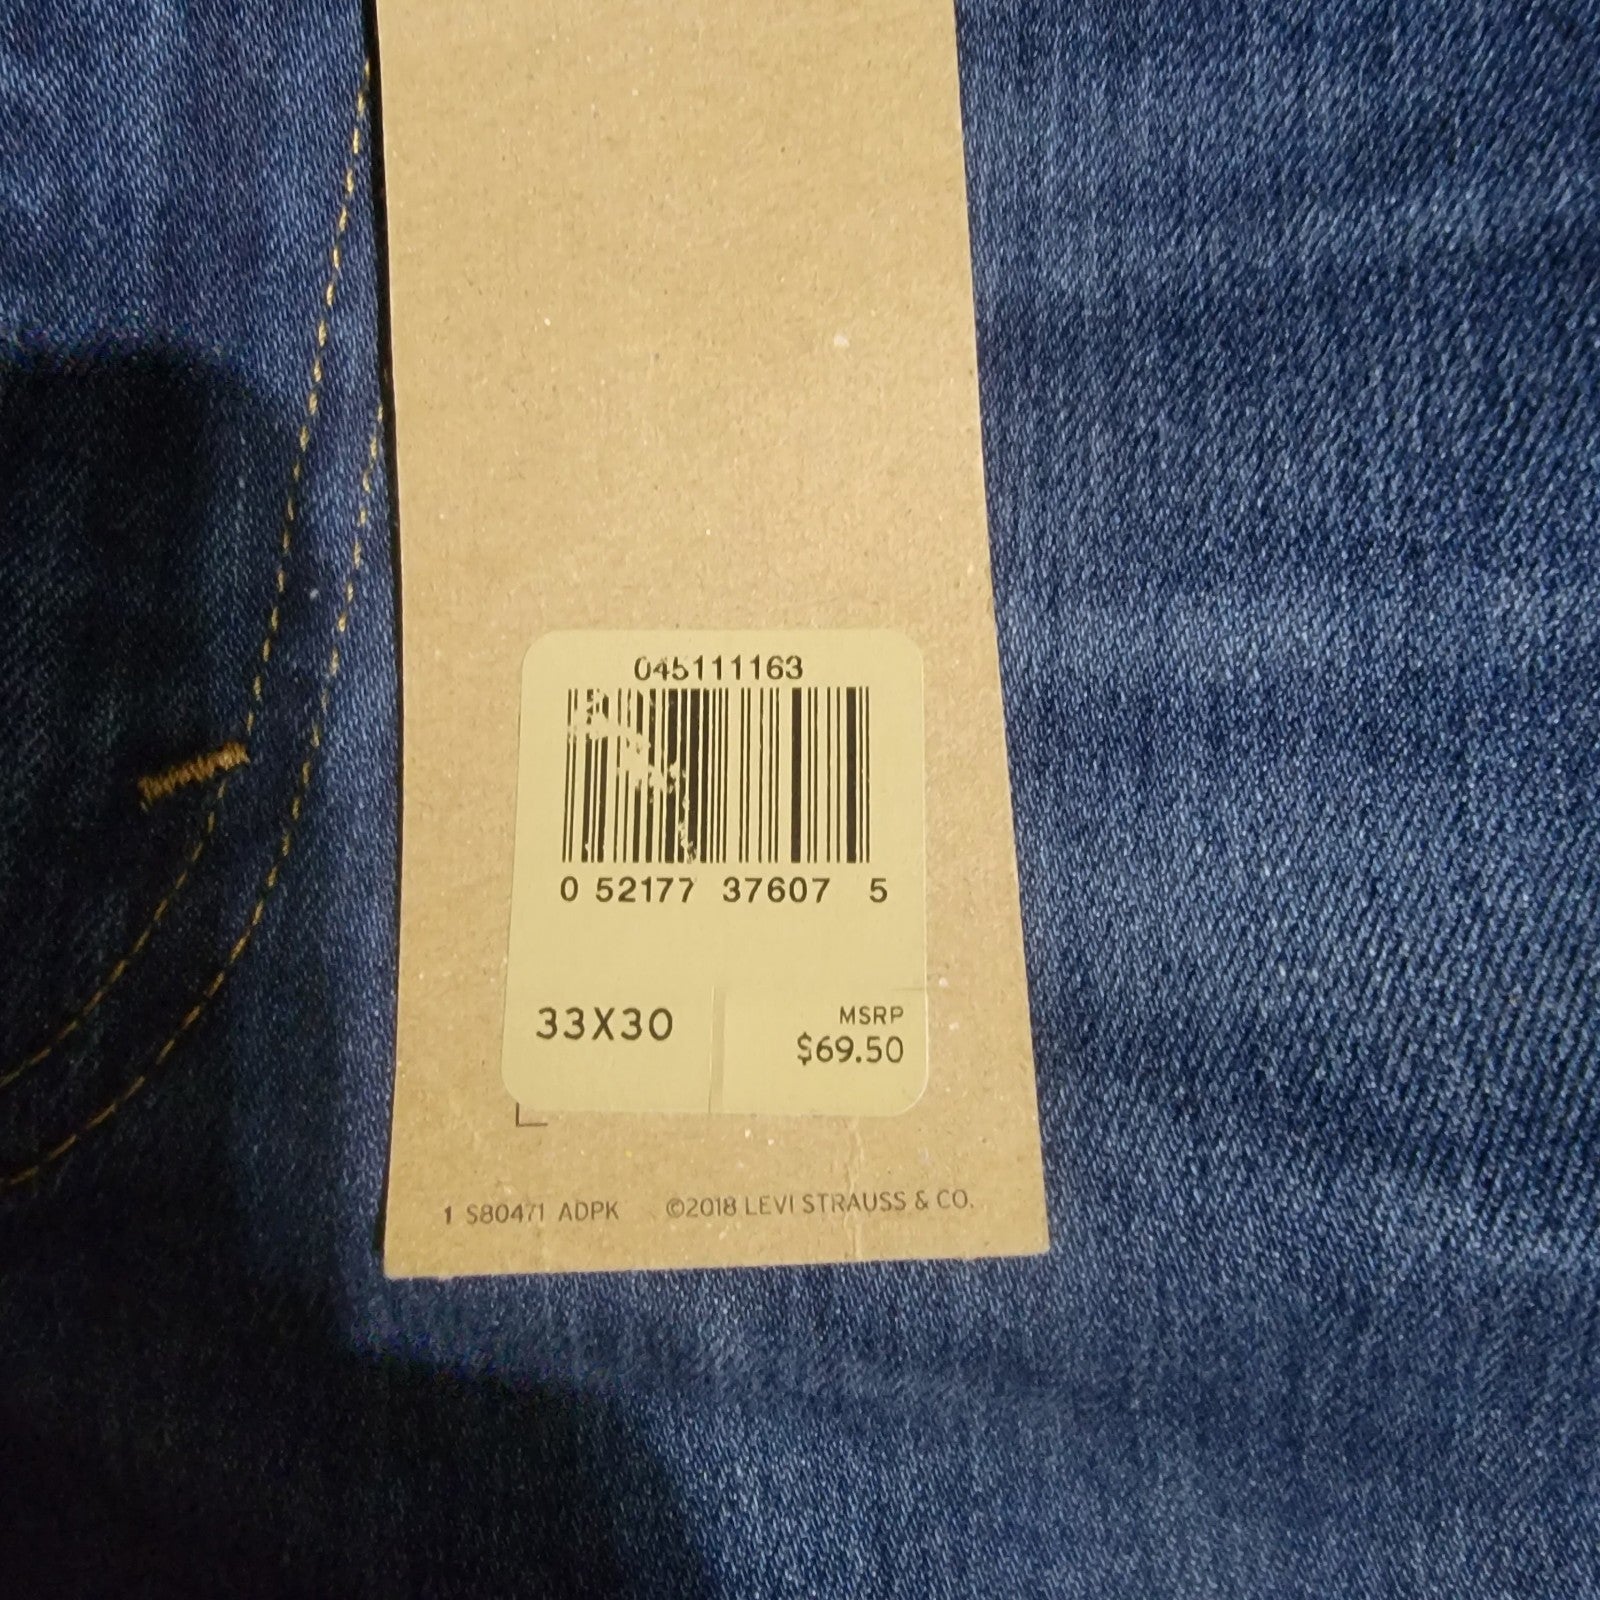 045111163
0 52177 37607 5
33X30
MSRP
$69.50
1 S80471 ADPK ©2018 LEVI STRAUSS & CO.